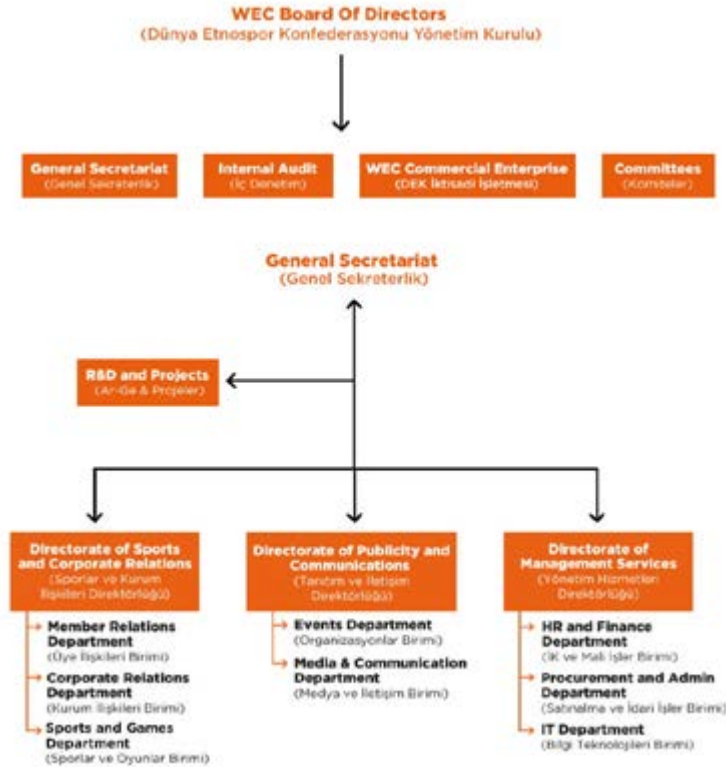 WEC Board Of Directors
(Dünya Etnospor Konfederasyonu Yönetim Kurulu)
General Secretariat
(Genel Sekreterlik)
Internal Audit
(İç Denetim)
WEC Commercial Enterprise
(DEK İktisadi İşletmesi)
Committees
(Komiteler)
General Secretariat
(Genel Sekreterlik)
R&D and Projects
(Ar-Ge & Projeler)
Directorate of Sports
and Corporate Relations
(Sporlar ve Kurum
İlişkileri Direktörlüğü)
Member Relations
Department
(Üye İlişkileri Birimi)
Corporate Relations
Department
(Kurum İlişkileri Birimi)
Sports and Games
Department
(Sporlar ve Oyunlar Birimi)
Directorate of Publicity and
Communications
(Tanıtım ve İletişim
Direktörlüğü)
Events Department
(Organizasyonlar Birimi)
Media & Communication
Department
(Medya ve İletişim Birimi)
Directorate of
Management Services
(Yönetim Hizmetleri
Direktörlüğü)
HR and Finance
Department
(İK ve Mali İşler Birimi)
Procurement and Admin
Department
(Satınalma ve İdari İşler Birimi)
IT Department
(Bilgi Teknolojileri Birimi)